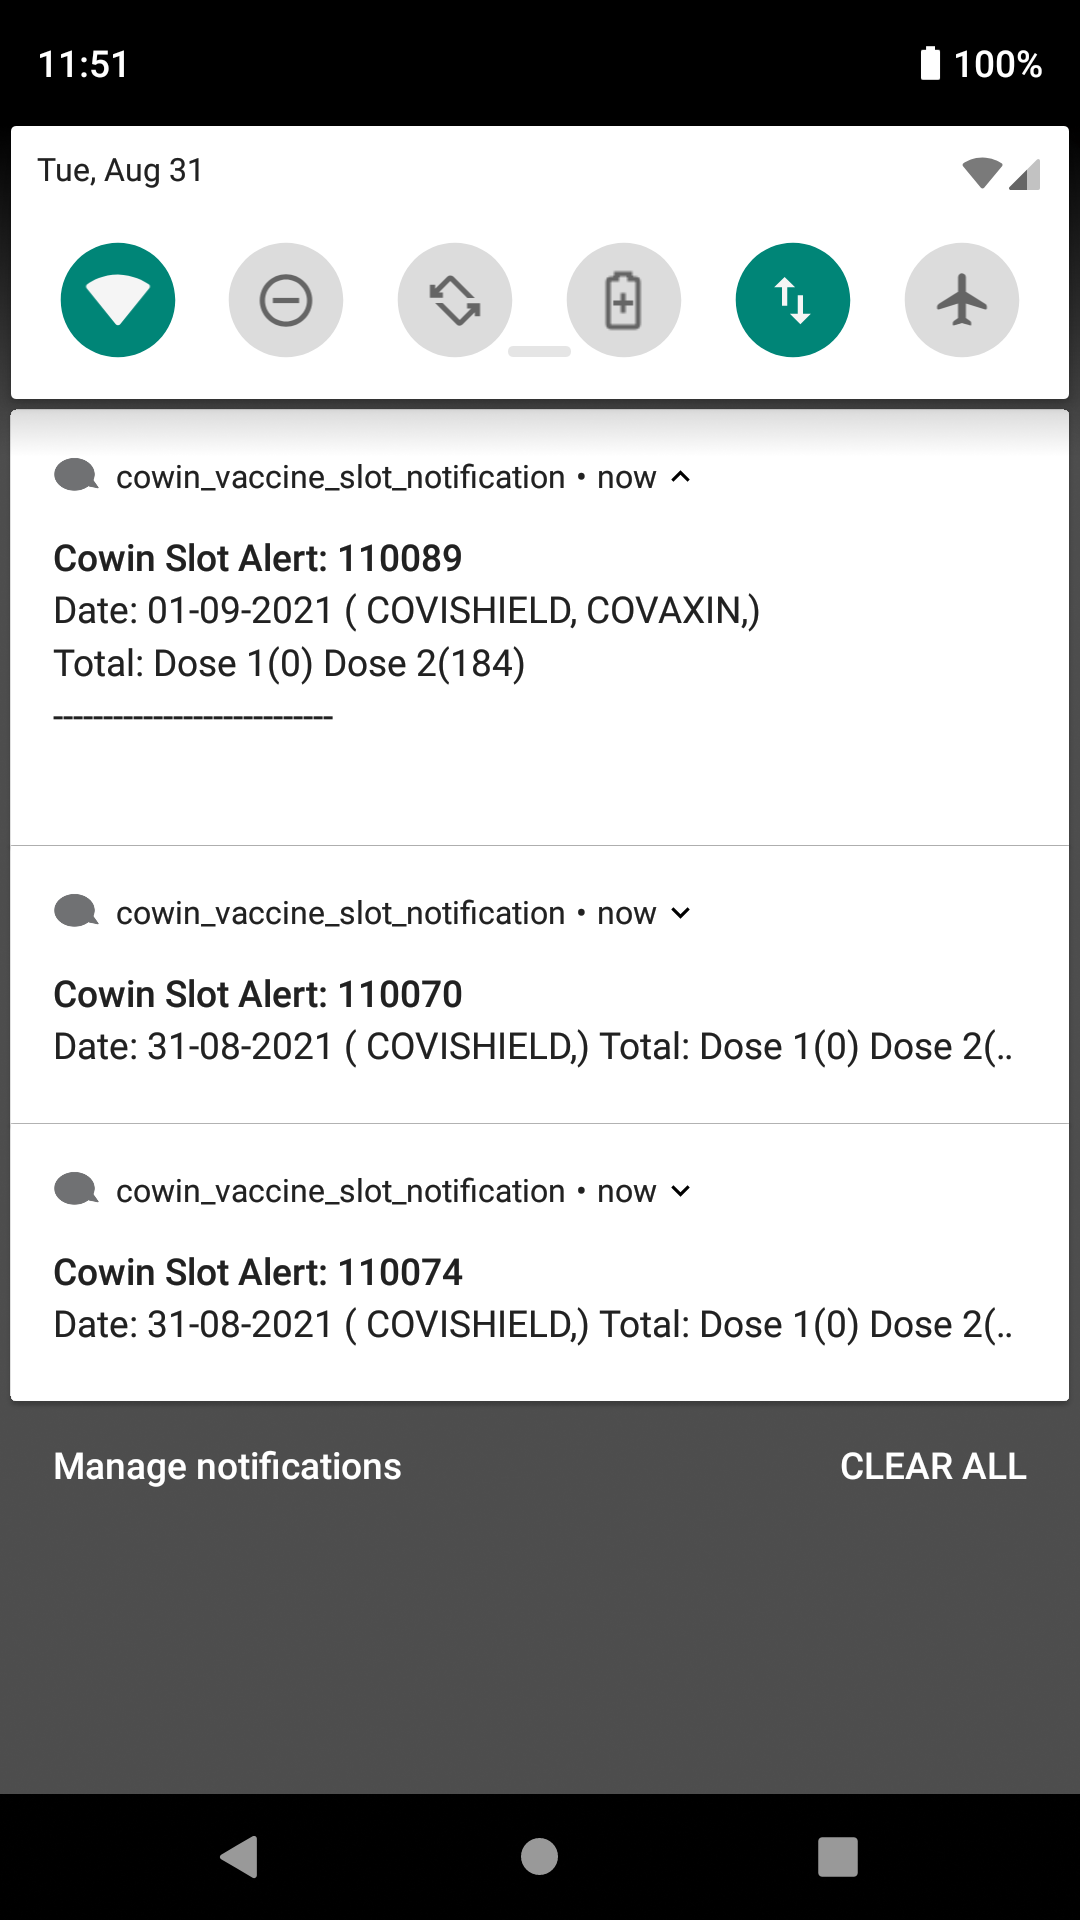 11:51 100%
Tue, Aug 31
cowin_vaccine_slot_notification • now
Cowin Slot Alert: 110089
Date: 01-09-2021 ( COVISHIELD, COVAXIN,)
Total: Dose 1(0) Dose 2(184)
----------------------------
cowin_vaccine_slot_notification • now
Cowin Slot Alert: 110070
Date: 31-08-2021 ( COVISHIELD,) Total: Dose 1(0) Dose 2(..
cowin_vaccine_slot_notification • now
Cowin Slot Alert: 110074
Date: 31-08-2021 ( COVISHIELD,) Total: Dose 1(0) Dose 2(..
Manage notifications CLEAR ALL